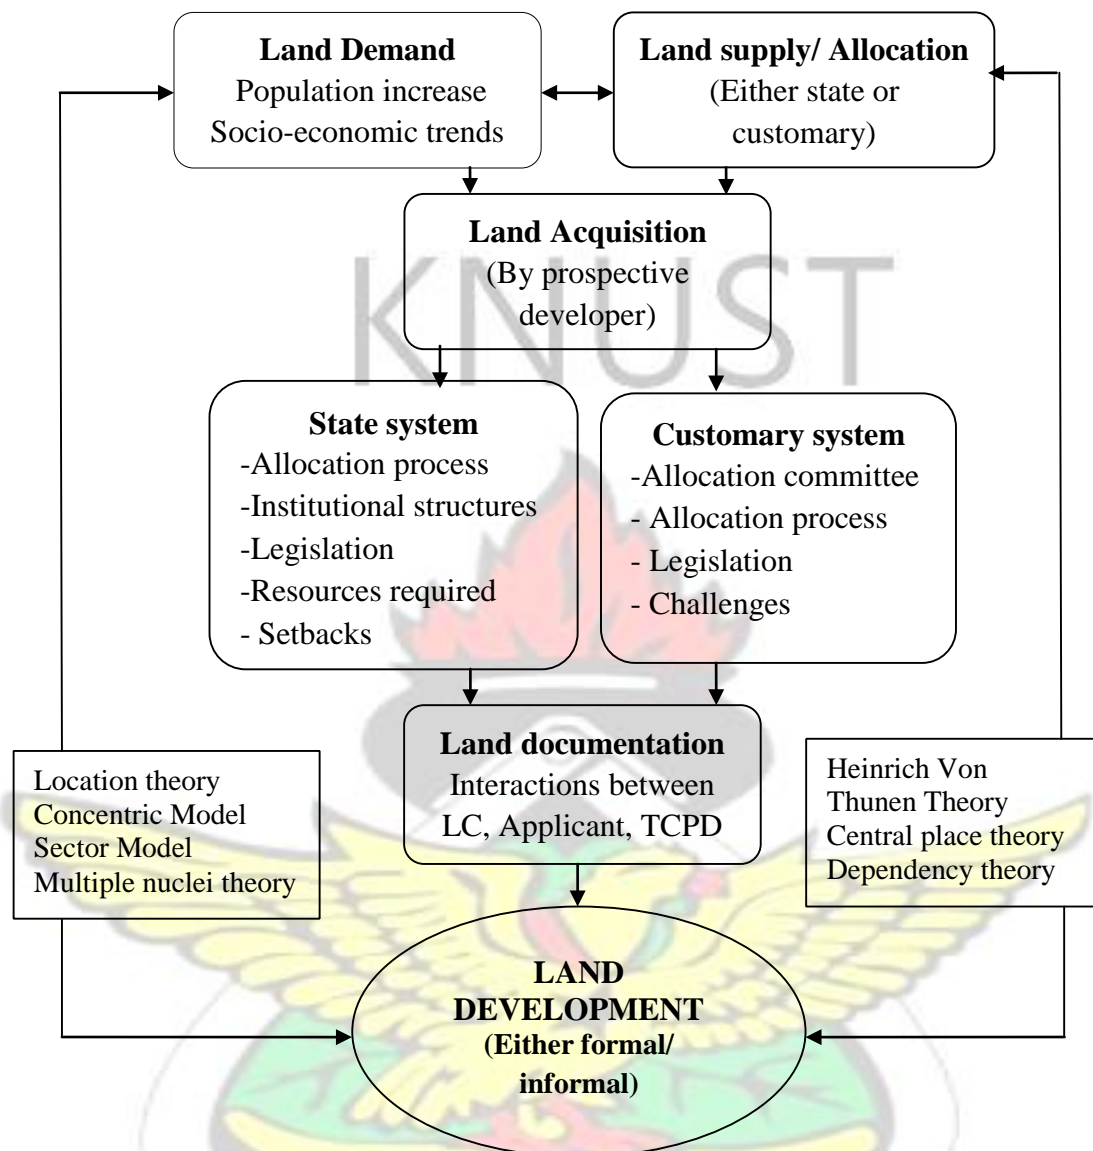 Land Demand
Population increase
Socio-economic trends
Land supply/ Allocation
(Either state or
customary)
Land Acquisition
(By prospective
developer)
KNUST
State system
-Allocation process
-Institutional structures
-Legislation
-Resources required
- Setbacks
Customary system
-Allocation committee
- Allocation process
- Legislation
- Challenges
Land documentation
Interactions between
LC, Applicant, TCPD
Location theory
Concentric Model
Sector Model
Multiple nuclei theory
Heinrich Von
Thunen Theory
Central place theory
Dependency theory
LAND
DEVELOPMENT
(Either formal/
informal)